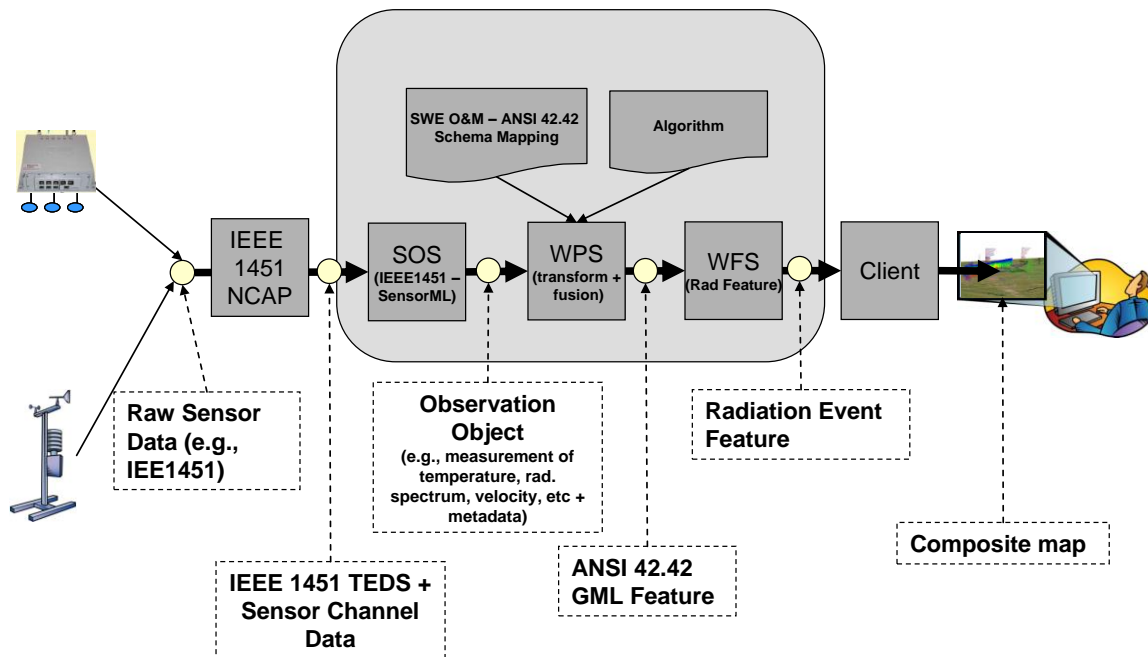 SWE O&M – ANSI 42.42
Schema Mapping
Algorithm
IEEE
1451
NCAP
SOS
(IEEE1451 –
SensorML)
WPS
(transform +
fusion)
WFS
(Rad Feature)
Client
Raw Sensor
Data (e.g.,
IEE1451)
Observation
Object
(e.g., measurement of
temperature, rad.
spectrum, velocity, etc +
metadata)
Radiation Event
Feature
Composite map
IEEE 1451 TEDS +
Sensor Channel
Data
ANSI 42.42
GML Feature